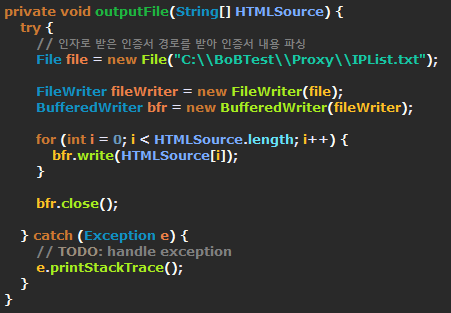 private void outputFile(String[] HTMLSource) {
try {
// 인자로 받은 인증서 경로를 받아 인증서 내용 파싱
File file = new File("C:\\BoBTest\\Proxy\\IPList.txt");
FileWriter fileWriter = new FileWriter(file);
BufferedWriter bfr = new BufferedWriter(fileWriter);
for (int i = 0; i < HTMLSource.length; i++) {
bfr.write(HTMLSource[i]);
}
bfr.close();
} catch (Exception e) {
// TODO: handle exception
e.printStackTrace();
}
}